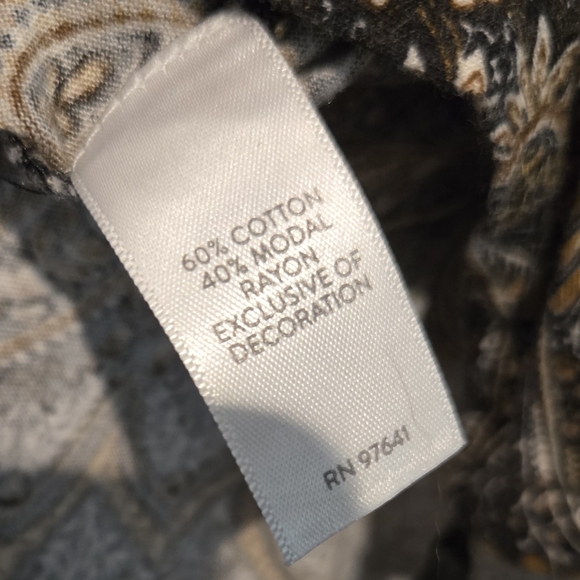 60% COTTON
40% MODAL
RAYON
EXCLUSIVE OF
DECORATION
RN 97641